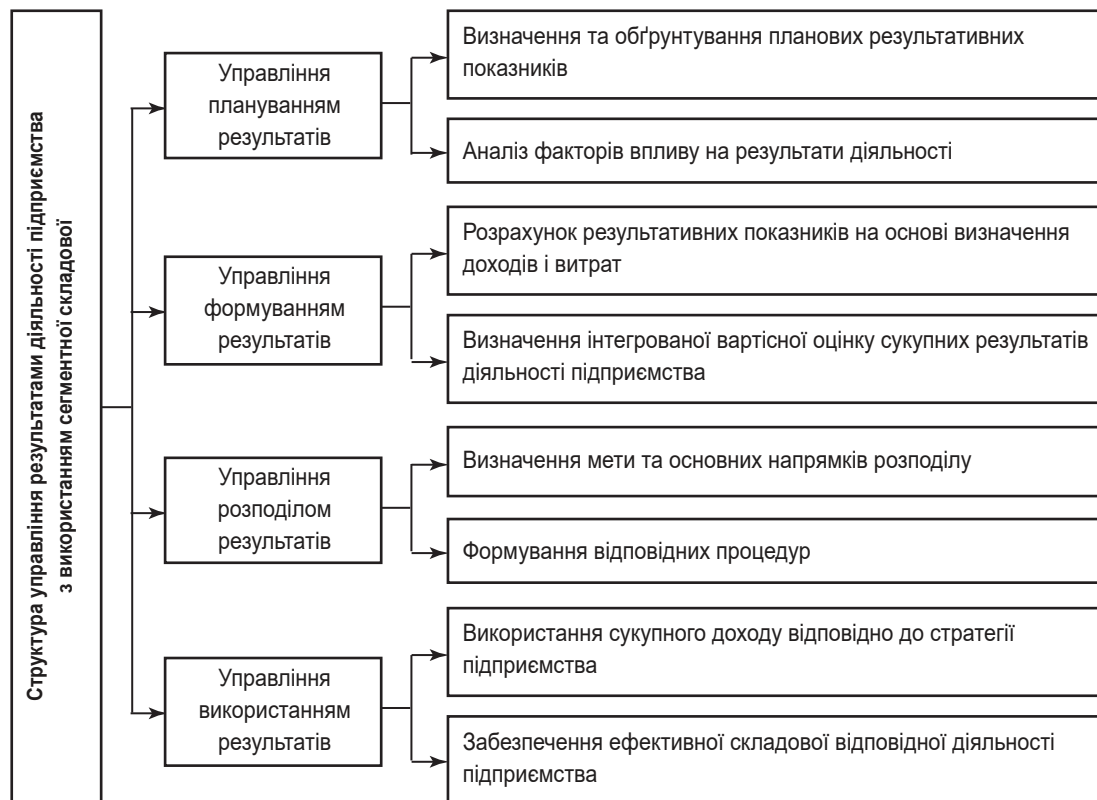 Структура управління результатами діяльності підприємства
з використанням сегментної складової
Управління
плануванням
результатів
Визначення та обґрунтування планових результативних
показників
Аналіз факторів впливу на результати діяльності
Управління
формуванням
результатів
Розрахунок результативних показників на основі визначення
доходів і витрат
Визначення інтегрованої вартісної оцінку сукупних результатів
діяльності підприємства
Управління
розподілом
результатів
Визначення мети та основних напрямків розподілу
Формування відповідних процедур
Управління
використанням
результатів
Використання сукупного доходу відповідно до стратегії
підприємства
Забезпечення ефективної складової відповідної діяльності
підприємства